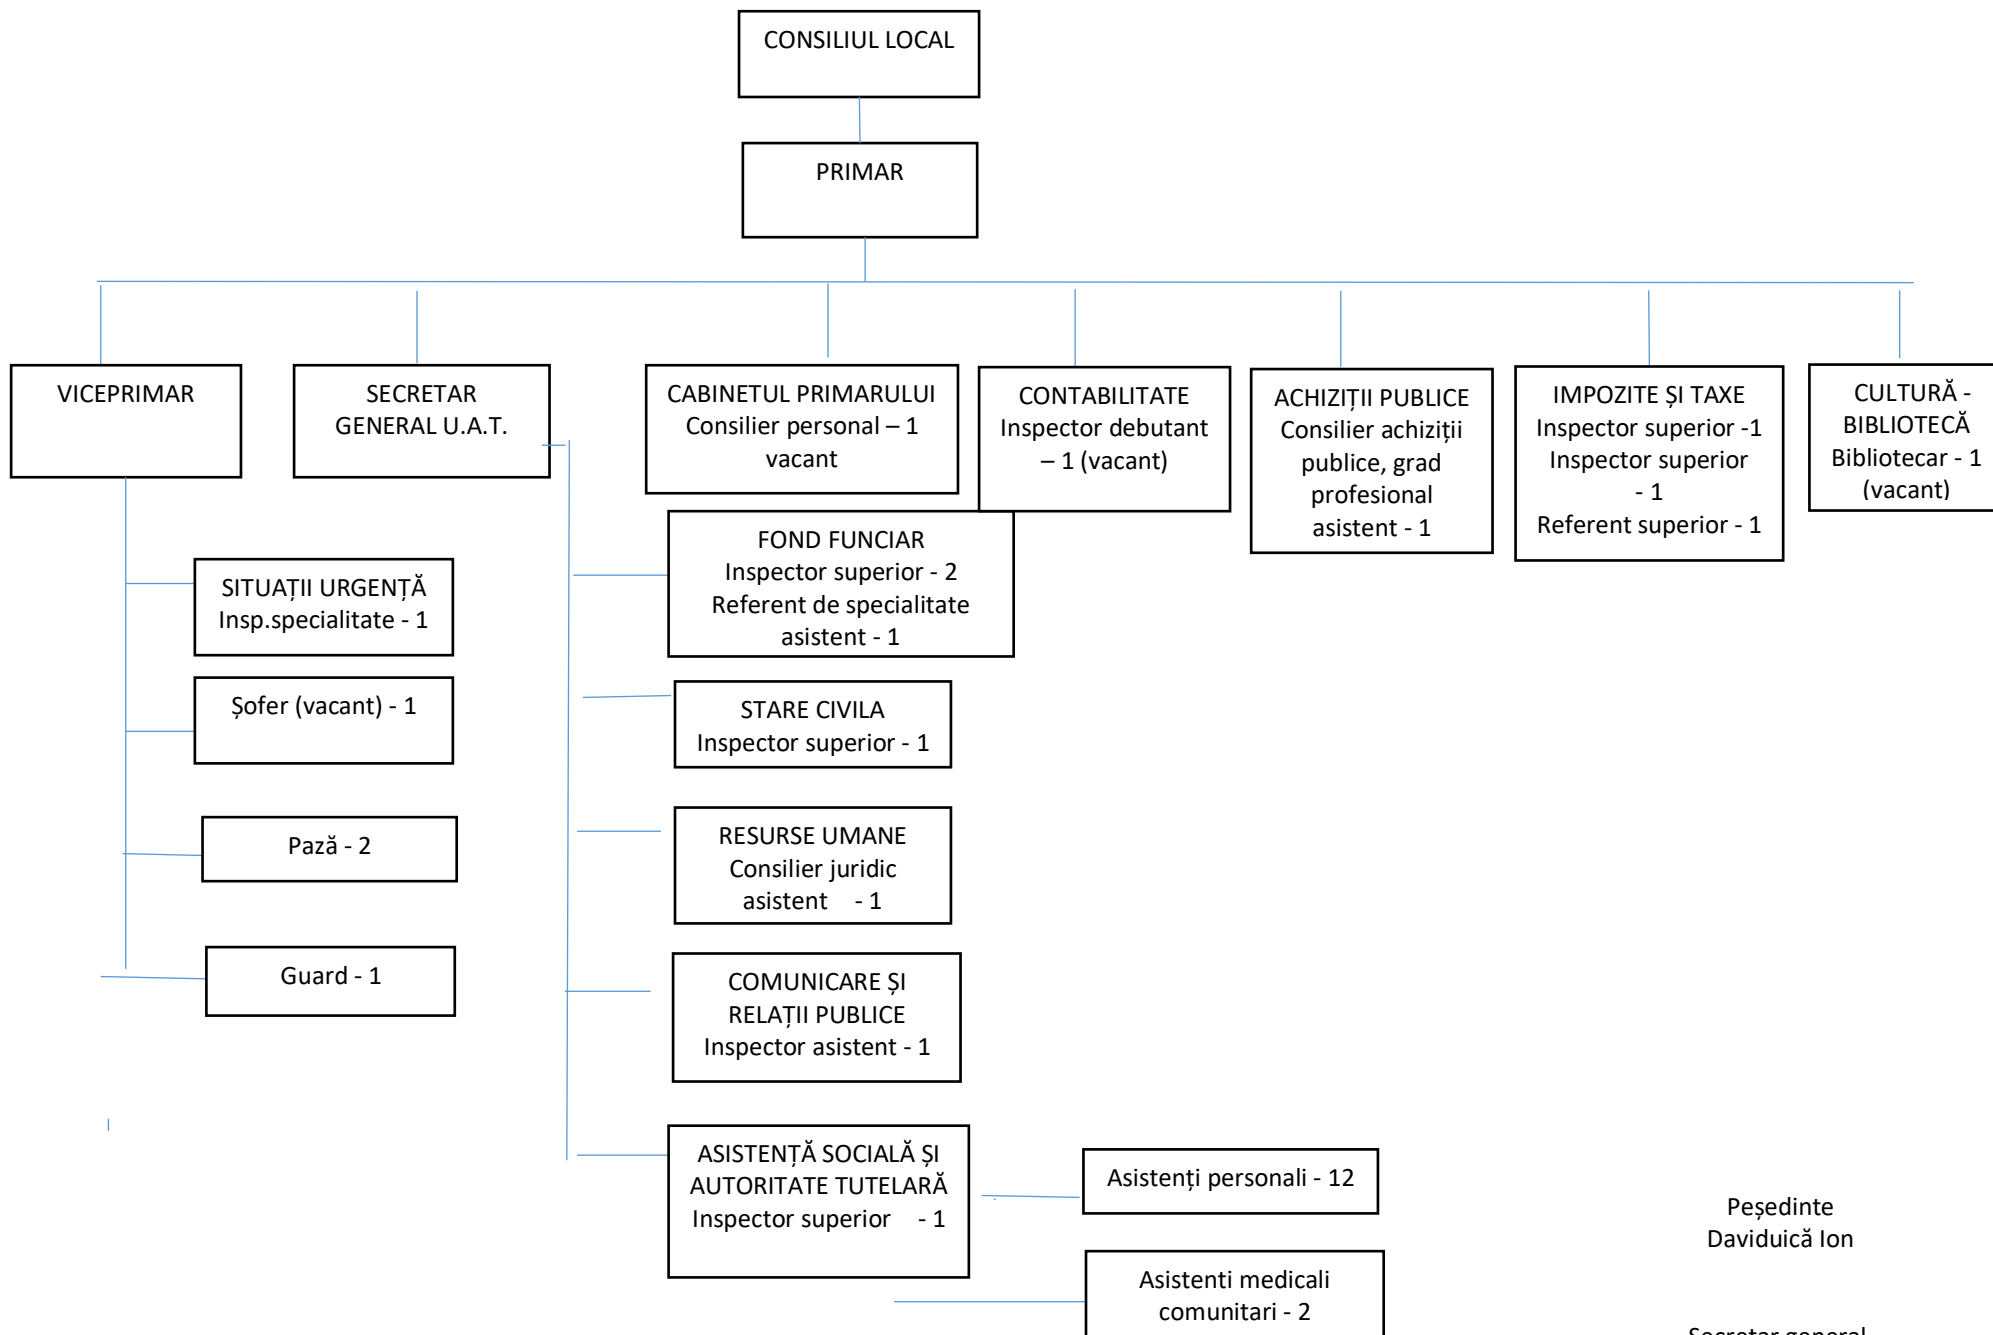 CONSILIUL LOCAL
PRIMAR
VICEPRIMAR
SECRETAR
GENERAL U.A.T.
CABINETUL PRIMARULUI
Consilier personal – 1
vacant
CONTABILITATE
Inspector debutant
– 1 (vacant)
ACHIZIȚII PUBLICE
Consilier achiziții
publice, grad
profesional
asistent - 1
IMPOZITE ȘI TAXE
Inspector superior -1
Inspector superior
- 1
Referent superior - 1
CULTURĂ -
BIBLIOTECĂ
Bibliotecar - 1
(vacant)
SITUAȚII URGENȚĂ
Insp.specialitate - 1
Șofer (vacant) - 1
Pază - 2
Guard - 1
FOND FUNCIAR
Inspector superior - 2
Referent de specialitate
asistent - 1
STARE CIVILA
Inspector superior - 1
RESURSE UMANE
Consilier juridic
asistent - 1
COMUNICARE ȘI
RELAȚII PUBLICE
Inspector asistent - 1
ASISTENȚĂ SOCIALĂ ȘI
AUTORITATE TUTELARĂ
Inspector superior - 1
Asistenți personali - 12
Asistenti medicali
comunitari - 2
Peședinte
Daviduică Ion
Secretar general